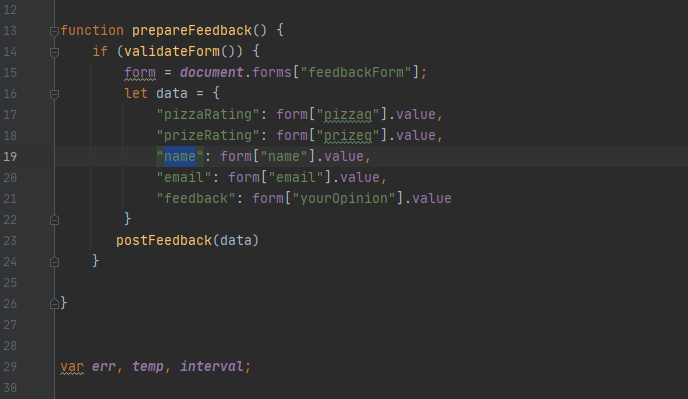 12
13 function prepareFeedback() {
14 if (validateForm()) {
15 form = document.forms["feedbackForm"];
16 let data = {
17 "pizzaRating": form["pizzaq"].value,
18 "prizeRating": form["prizeq"].value,
19 "name": form["name"].value,
20 "email": form["email"].value,
21 "feedback": form["yourOpinion"].value
22 }
23 postFeedback(data)
24 }
25
26 }
27
28
29 var err, temp, interval;
30